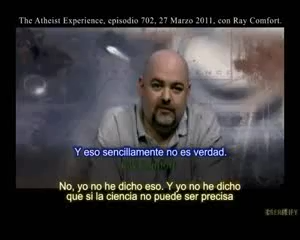 The Atheist Experience, episodio 702, 27 Marzo 2011, con Ray Comfort.
Y eso sencillamente no es verdad.
No, yo no he dicho eso. Y yo no he dicho
que si la ciencia no puede ser precisa